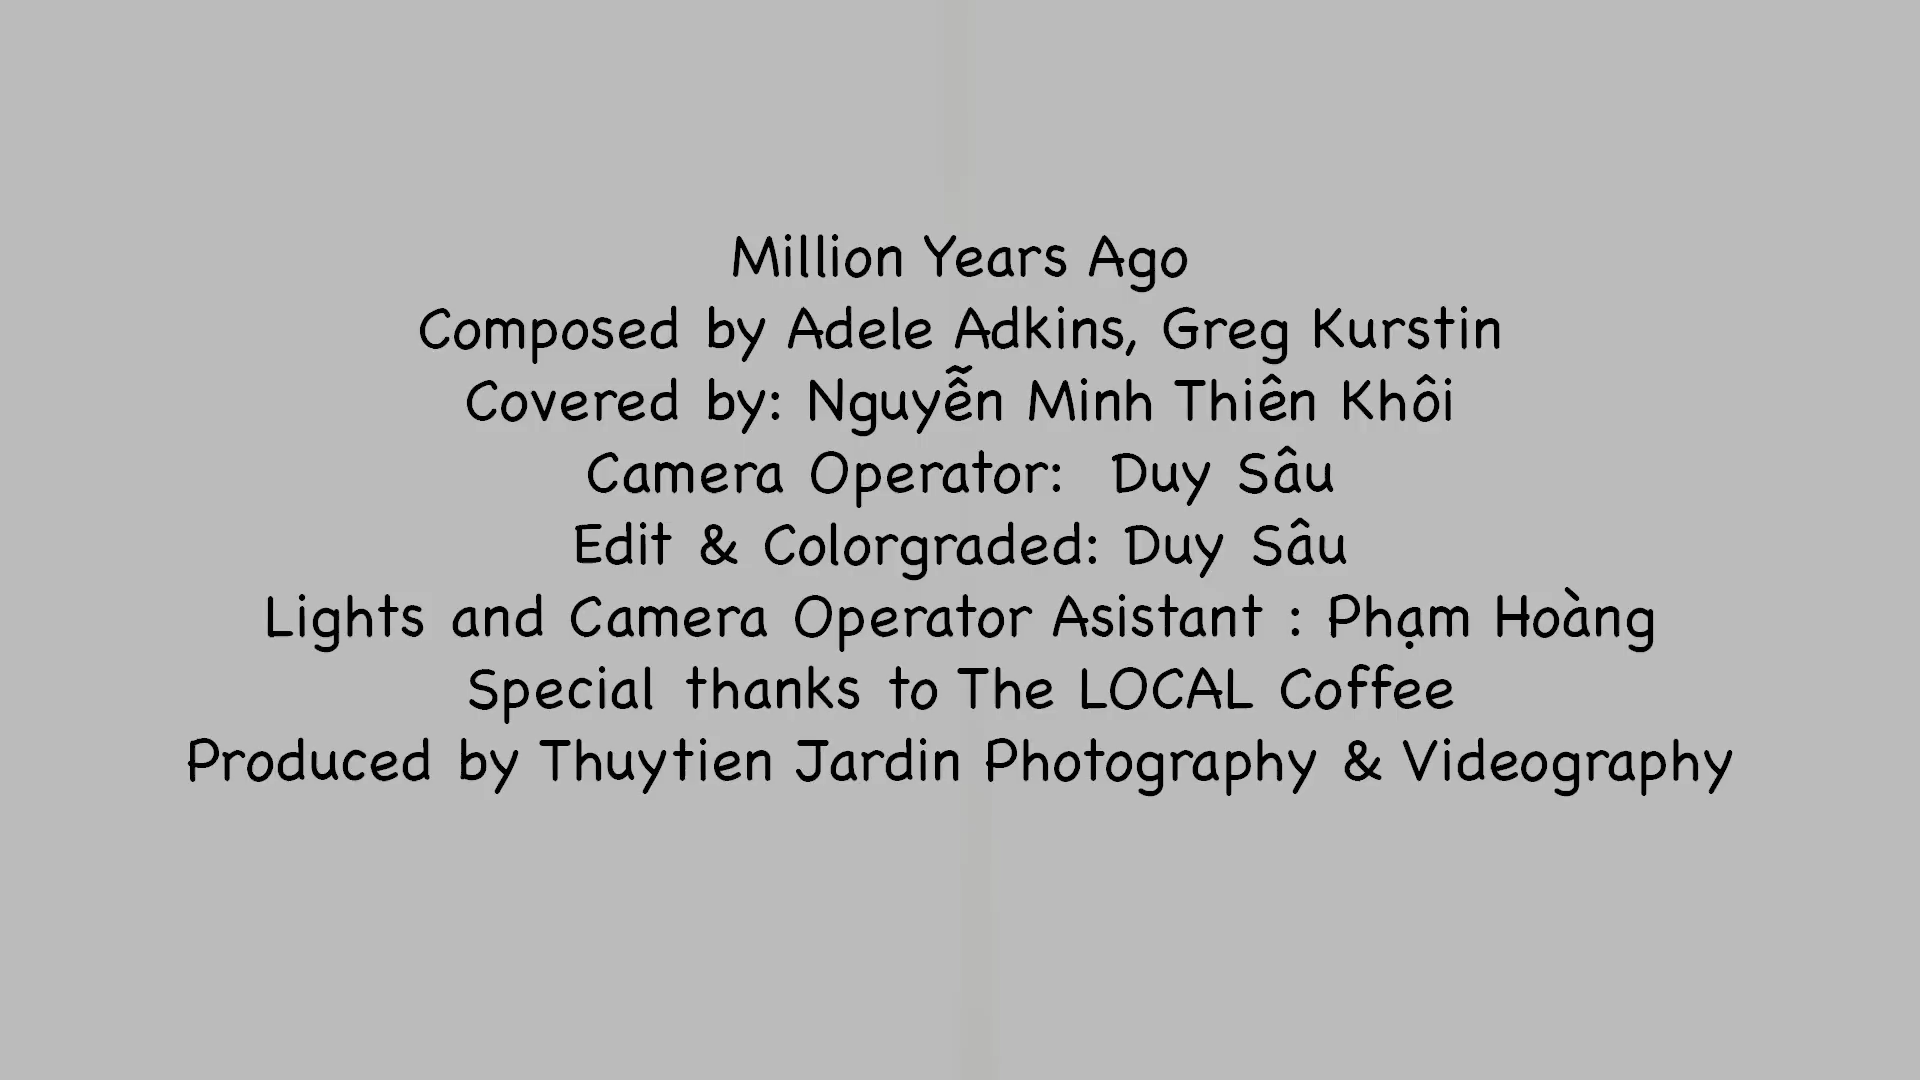 Million Years Ago
Composed by Adele Adkins, Greg Kurstin
Covered by: Nguyễn Minh Thiên Khôi
Camera Operator: Duy Sâu
Edit & Colorgraded: Duy Sâu
Lights and Camera Operator Asistant : Phạm Hoàng
Special thanks to The LOCAL Coffee
Produced by Thuytien Jardin Photography & Videography